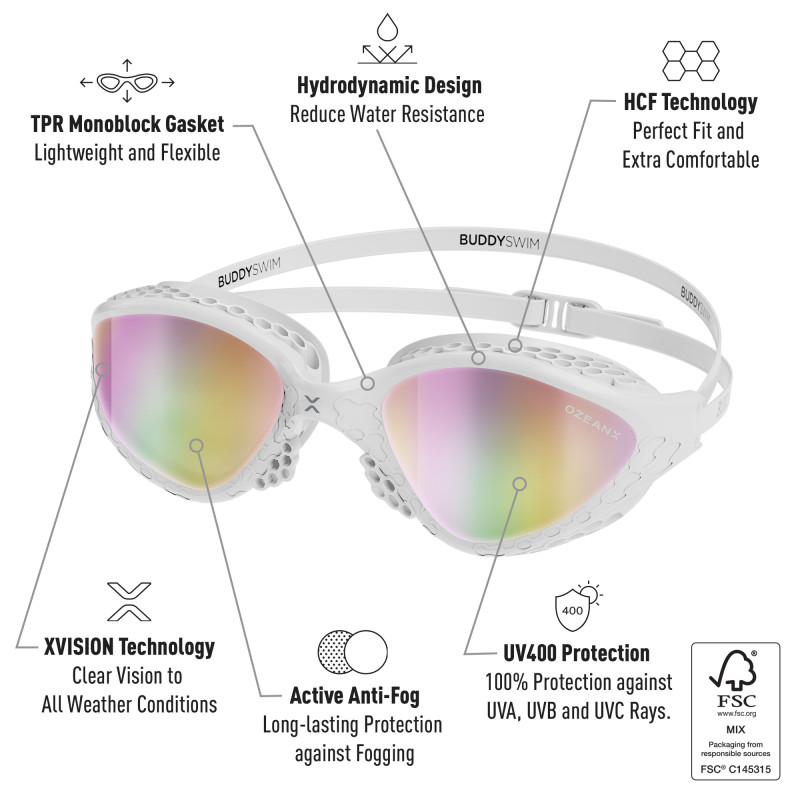 Hydrodynamic Design
Reduce Water Resistance
HCF Technology
Perfect Fit and
Extra Comfortable
TPR Monoblock Gasket
Lightweight and Flexible
BUDDYSWIM
BUDDYSWIM
BUDDYSWIM
X
OZEANX
XVISION Technology
Clear Vision to
All Weather Conditions
Active Anti-Fog
Long-lasting Protection
against Fogging
400
UV400 Protection
100% Protection against
UVA, UVB and UVC Rays.
FSC
www.fsc.org
MIX
Packaging from
responsible sources
FSC® C145315